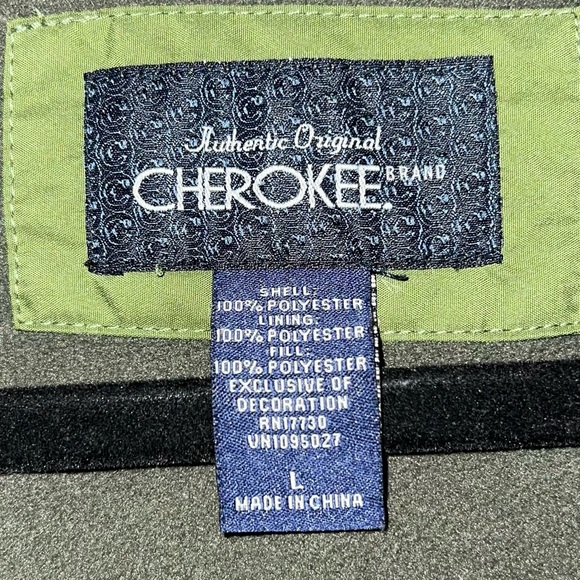 Authentic Original
CHEROKEE. BRAND
SHELL:
100% POLYESTER
LINING:
100% POLYESTER
FILL:
100% POLYESTER
EXCLUSIVE OF
DECORATION
RN17730
VN1095027
L
MADE IN CHINA